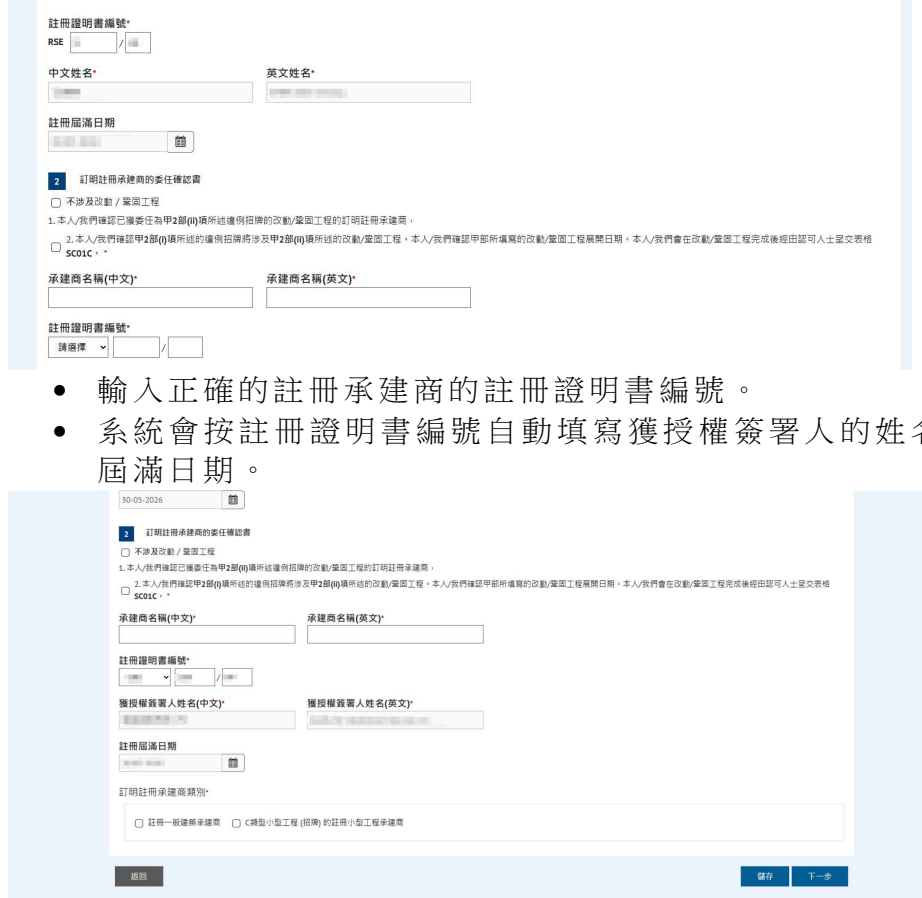 註冊證明書編號*
RSE /
中文姓名* 英文姓名*
註冊屆滿日期
2 訂明註冊承建商的委任確認書
不涉及改動 / 鞏固工程
1. 本人/我們確認已獲委任為甲2部(ii)項所述違例招牌的改動/鞏固工程的訂明註冊承建商，
2. 本人/我們確認甲2部(i)項所述的違例招牌將涉及甲2部(ii)項所述的改動/鞏固工程。本人/我們確認甲部所填寫的改動/鞏固工程展開日期。本人/我們會在改動/鞏固工程完成後經由認可人士呈交表格
SC01C。 *
承建商名稱(中文)* 承建商名稱(英文)*
註冊證明書編號*
請選擇 /
• 輸入正確的註冊承建商的註冊證明書編號。
• 系統會按註冊證明書編號自動填寫獲授權簽署人的姓
屆滿日期。
30-05-2026
2 訂明註冊承建商的委任確認書
不涉及改動 / 鞏固工程
1. 本人/我們確認已獲委任為甲2部(ii)項所述違例招牌的改動/鞏固工程的訂明註冊承建商，
2. 本人/我們確認甲2部(i)項所述的違例招牌將涉及甲2部(ii)項所述的改動/鞏固工程。本人/我們確認甲部所填寫的改動/鞏固工程展開日期。本人/我們會在改動/鞏固工程完成後經由認可人士呈交表格
SC01C。 *
承建商名稱(中文)* 承建商名稱(英文)*
註冊證明書編號*
/
獲授權簽署人姓名(中文)* 獲授權簽署人姓名(英文)*
註冊屆滿日期
訂明註冊承建商類別*
註冊一般建築承建商 C類型小型工程 (招牌) 的註冊小型工程承建商
返回 儲存 下一步